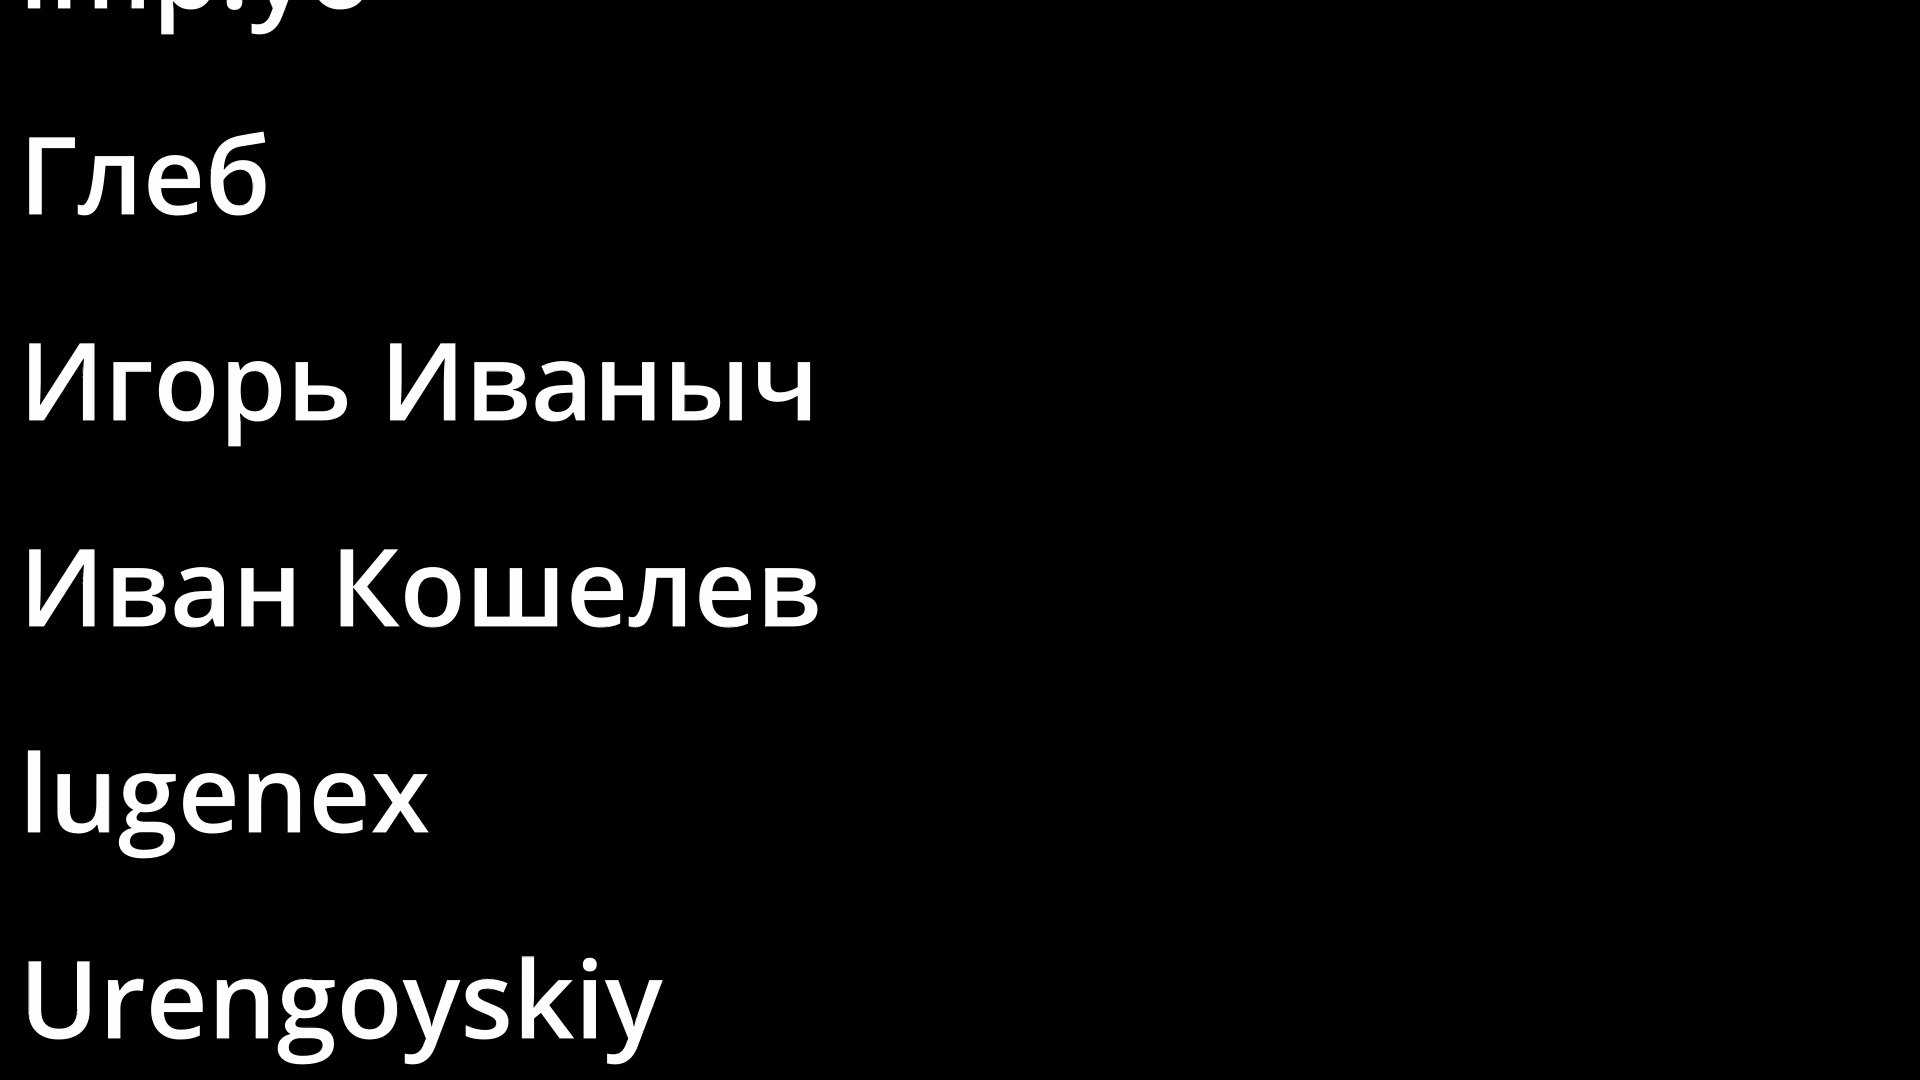 Глеб
Игорь Иваныч
Иван Кошелев
lugenex
Urengoyskiy